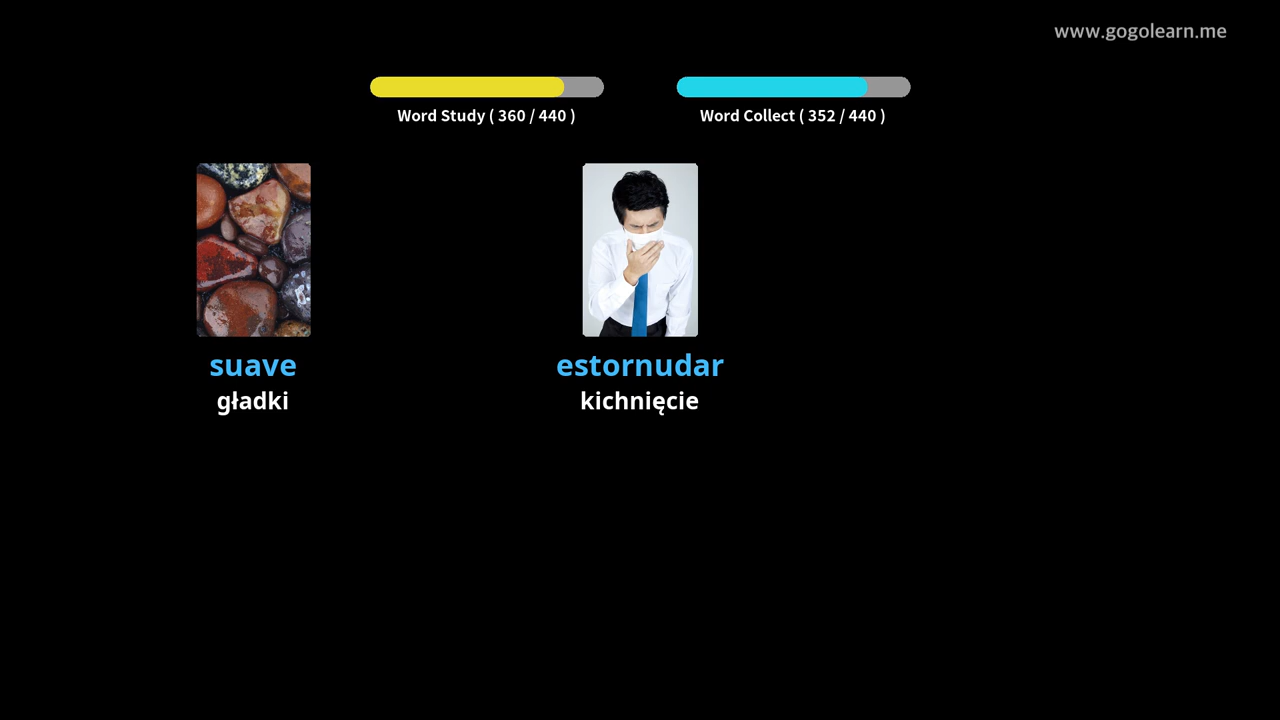 www.gogolearn.me
Word Study ( 360 / 440 )
Word Collect ( 352 / 440 )
suave
gładki
estornudar
kichnięcie